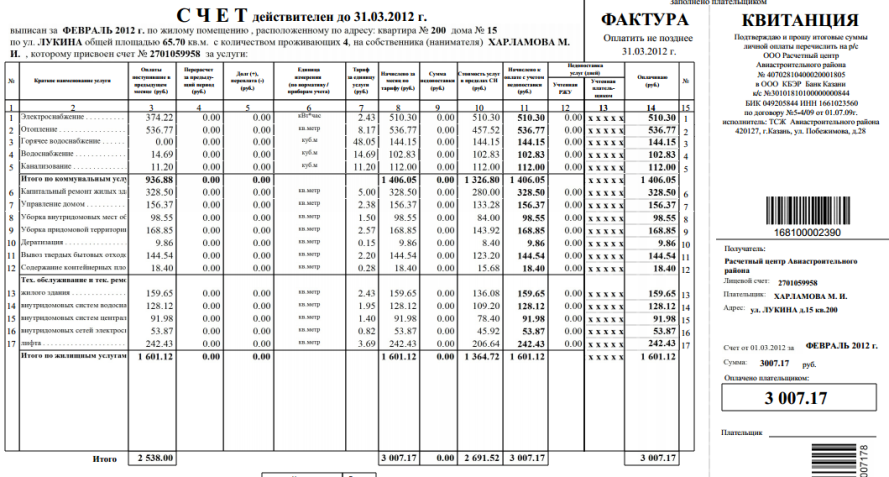 заполнено плательщиком
С Ч Е Т действителен до 31.03.2012 г.
выписан за ФЕВРАЛЬ 2012 г. по жилому помещению , расположенному по адресу: квартира № 200 дома № 15
по ул. ЛУКИНА общей площадью 65.70 кв.м. с количеством проживающих 4, на собственника (нанимателя) ХАРЛАМОВА М.
И. , которому присвоен счет № 2701059958 за услуги:
ФАКТУРА
Оплатить не позднее
31.03.2012 г.
№ Краткое наименование услуги Оплаты поступившие в предыдущем месяце (руб.) Перерасчет за предыдущий период (руб.) Долг (+), переплата (-) (руб.) Единица измерения (по нормативу/ приборам учета) Тариф за единицу услуги (руб.) Начислено за месяц по тарифу (руб.) Сумма недопоставки (руб.) Стоимость услуг в пределах СН (руб.) Начислено к оплате с учетом недопоставки (руб.) Недопоставка услуг (дней) Учтенная РЖУ Учтенная плательщиком Оплачиваю (руб.) №
1 2 3 4 5 6 7 8 9 10 11 12 13 14 15
1 Электроснабжение 374.22 0.00 0.00 кВт*час 2.43 510.30 0.00 510.30 510.30 0.00 x x x x x 510.30 1
2 Отопление 536.77 0.00 0.00 кв.метр 8.17 536.77 0.00 457.52 536.77 0.00 x x x x x 536.77 2
3 Горячее водоснабжение 0.00 0.00 0.00 куб.м 48.05 144.15 0.00 144.15 144.15 0.00 x x x x x 144.15 3
4 Водоснабжение 14.69 0.00 0.00 куб.м 14.69 102.83 0.00 102.83 102.83 0.00 x x x x x 102.83 4
5 Канализование 11.20 0.00 0.00 куб.м 11.20 112.00 0.00 112.00 112.00 0.00 x x x x x 112.00 5
Итого по коммунальным услу 936.88 0.00 0.00 1 406.05 0.00 1 326.80 1 406.05 x x x x x 1 406.05
6 Капитальный ремонт жилых зда 328.50 0.00 0.00 кв.метр 5.00 328.50 0.00 280.00 328.50 0.00 x x x x x 328.50 6
7 Управление домом 156.37 0.00 0.00 кв.метр 2.38 156.37 0.00 133.28 156.37 0.00 x x x x x 156.37 7
8 Уборка внутридомовых мест об 98.55 0.00 0.00 кв.метр 1.50 98.55 0.00 84.00 98.55 0.00 x x x x x 98.55 8
9 Уборка придомовой территори 168.85 0.00 0.00 кв.метр 2.57 168.85 0.00 143.92 168.85 0.00 x x x x x 168.85 9
10 Дератизация 9.86 0.00 0.00 кв.метр 0.15 9.86 0.00 8.40 9.86 0.00 x x x x x 9.86 10
11 Вывоз твердых бытовых отходо 144.54 0.00 0.00 кв.метр 2.20 144.54 0.00 123.20 144.54 0.00 x x x x x 144.54 11
12 Содержание контейнерных пло 18.40 0.00 0.00 кв.метр 0.28 18.40 0.00 15.68 18.40 0.00 x x x x x 18.40 12
Тех. обслуживание и тек. ремо
13 жилого здания 159.65 0.00 0.00 кв.метр 2.43 159.65 0.00 136.08 159.65 0.00 x x x x x 159.65 13
14 внутридомовых систем водосна 128.12 0.00 0.00 кв.метр 1.95 128.12 0.00 109.20 128.12 0.00 x x x x x 128.12 14
15 внутридомовых систем централ 91.98 0.00 0.00 кв.метр 1.40 91.98 0.00 78.40 91.98 0.00 x x x x x 91.98 15
16 внутридомовых сетей электросн 53.87 0.00 0.00 кв.метр 0.82 53.87 0.00 45.92 53.87 0.00 x x x x x 53.87 16
17 лифта 242.43 0.00 0.00 кв.метр 3.69 242.43 0.00 206.64 242.43 0.00 x x x x x 242.43 17
Итого по жилищным услугам 1 601.12 0.00 0.00 1 601.12 0.00 1 364.72 1 601.12 x x x x x 1 601.12
Итого 2 538.00 3 007.17 0.00 2 691.52 3 007.17 3 007.17
КВИТАНЦИЯ
Подтверждаю и прошу итоговые суммы
личной оплаты перечислить на р/с
ООО Расчетный центр
Авиастроительного района
№ 40702810400020001805
в ООО КБЭР Банк Казани
к/с №30101810100000000844
БИК 049205844 ИНН 1661023560
по договору №5-4/09 от 01.07.09г.
исполнитель: ТСЖ Авиастроительного района
420127, г.Казань, ул. Побежимова, д.28
168100002390
Получатель:
Расчетный центр Авиастроительного
района
Лицевой счет: 2701059958
Плательщик: ХАРЛАМОВА М. И.
Адрес: ул. ЛУКИНА д.15 кв.200
Счет от 01.03.2012 за ФЕВРАЛЬ 2012 г.
Сумма: 3007.17 руб.
Оплачено плательщиком:
3 007.17
Плательщик